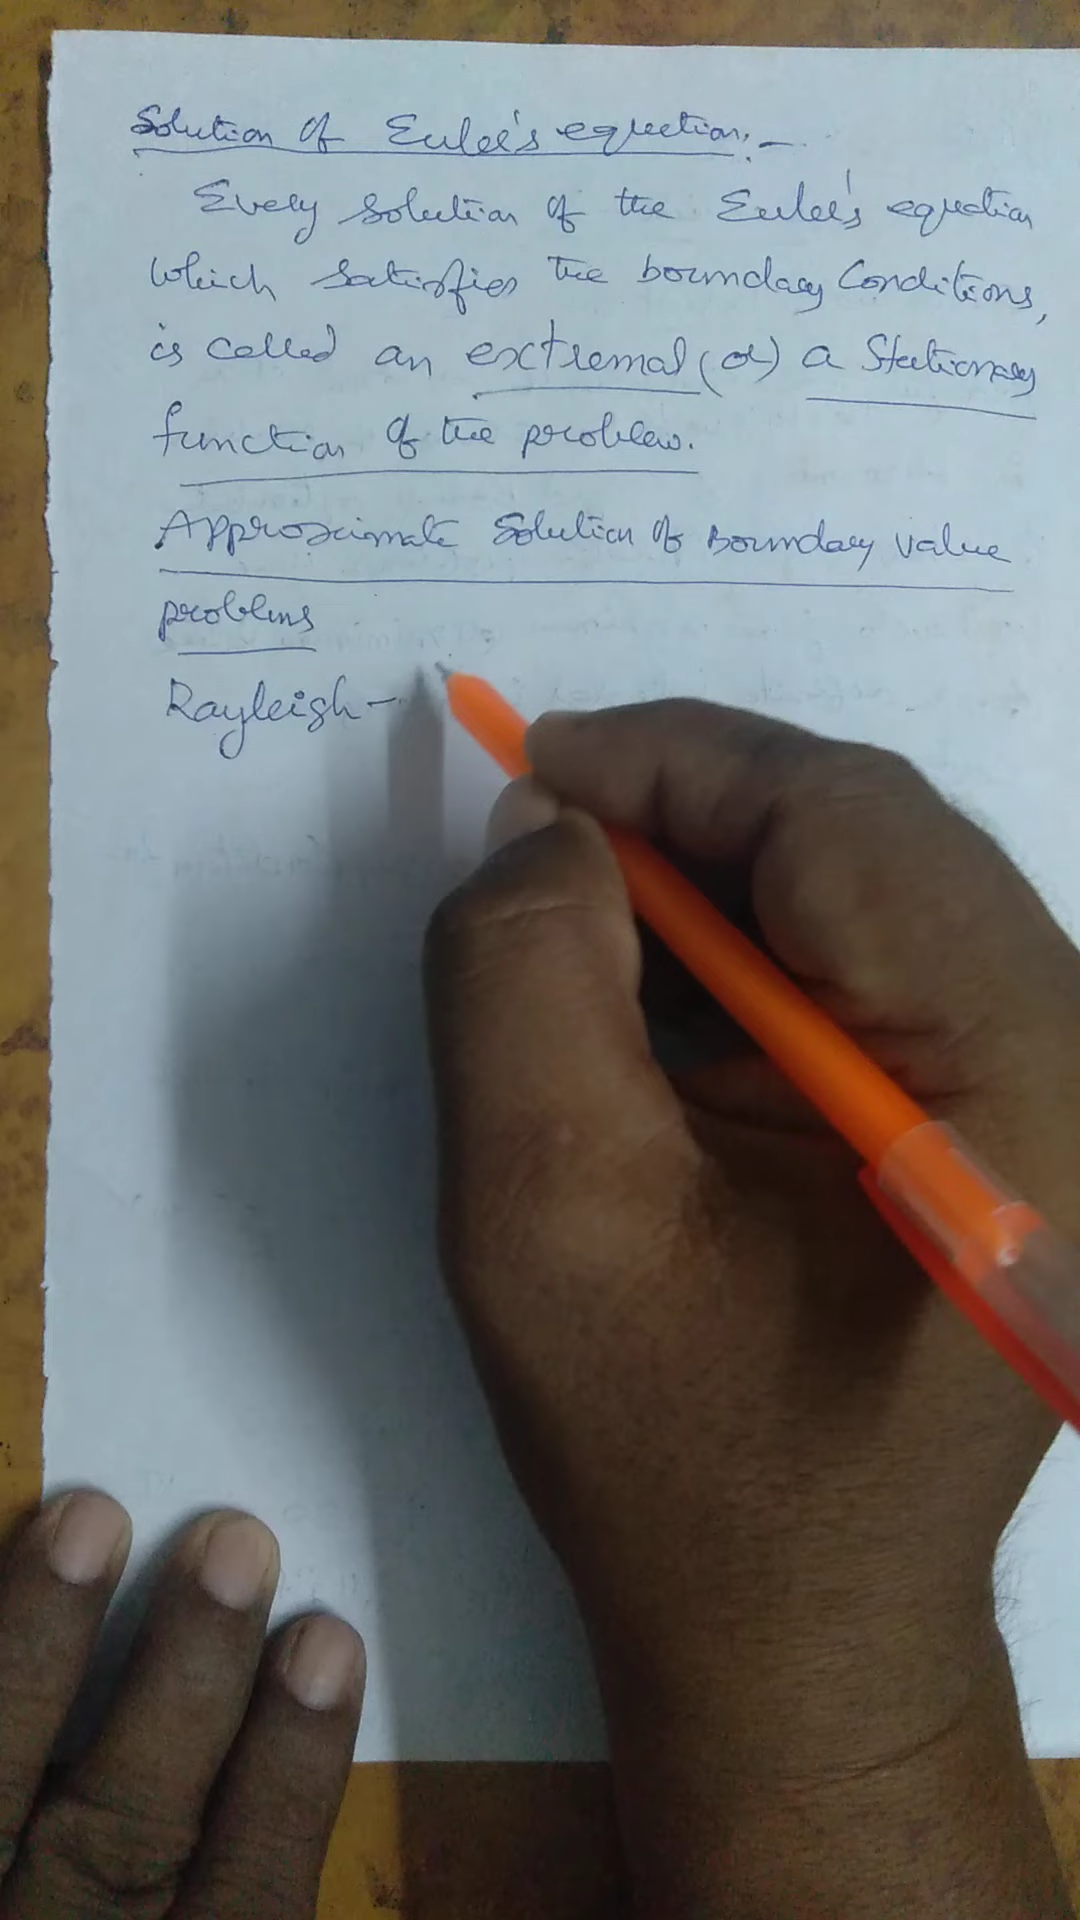 Solution of Euler's equation:-
Every solution of the Euler's equation
which satisfies the boundary conditions,
is called an extremal (or) a stationary
function of the problem.
Approximate Solution of Boundary value
problems
Rayleigh -